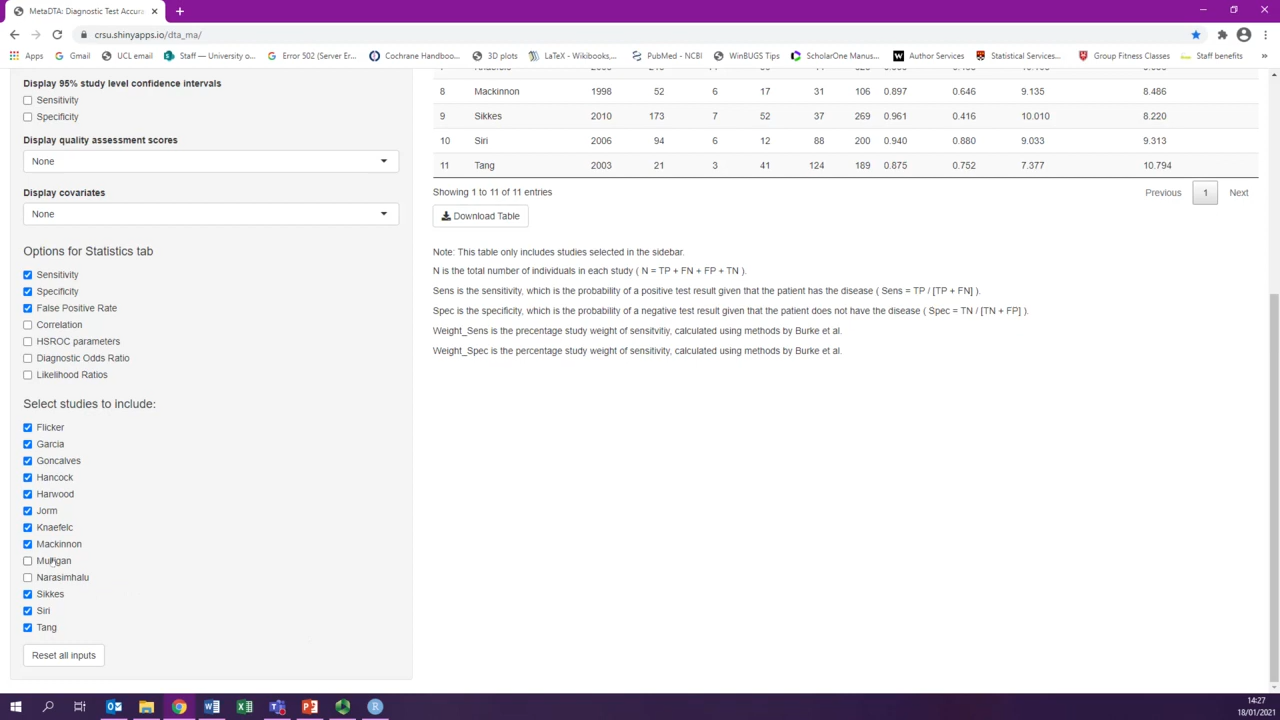 MetaDTA: Diagnostic Test Accura
crsu.shinyapps.io/dta_ma/
Apps Gmail UCL email Staff — University o... Error 502 (Server Er... Cochrane Handboo... 3D plots LaTeX - Wikibooks,... PubMed - NCBI WinBUGS Tips ScholarOne Manus... Author Services Statistical Services... Group Fitness Classes Staff benefits »
Display 95% study level confidence intervals
Sensitivity
Specificity
Display quality assessment scores
None
Display covariates
None
Options for Statistics tab
Sensitivity
Specificity
False Positive Rate
Correlation
HSROC parameters
Diagnostic Odds Ratio
Likelihood Ratios
Select studies to include:
Flicker
Garcia
Goncalves
Hancock
Harwood
Jorm
Knaefelc
Mackinnon
Mulligan
Narasimhalu
Sikkes
Siri
Tang
Reset all inputs
8 Mackinnon 1998 52 6 17 31 106 0.897 0.646 9.135 8.486
9 Sikkes 2010 173 7 52 37 269 0.961 0.416 10.010 8.220
10 Siri 2006 94 6 12 88 200 0.940 0.880 9.033 9.313
11 Tang 2003 21 3 41 124 189 0.875 0.752 7.377 10.794
Showing 1 to 11 of 11 entries
Previous 1 Next
Download Table
Note: This table only includes studies selected in the sidebar.
N is the total number of individuals in each study ( N = TP + FN + FP + TN ).
Sens is the sensitivity, which is the probability of a positive test result given that the patient has the disease ( Sens = TP / [TP + FN] ).
Spec is the specificity, which is the probability of a negative test result given that the patient does not have the disease ( Spec = TN / [TN + FP] ).
Weight_Sens is the precentage study weight of sensitvitiy, calculated using methods by Burke et al.
Weight_Spec is the percentage study weight of sensitivity, calculated using methods by Burke et al.
14:27
18/01/2021